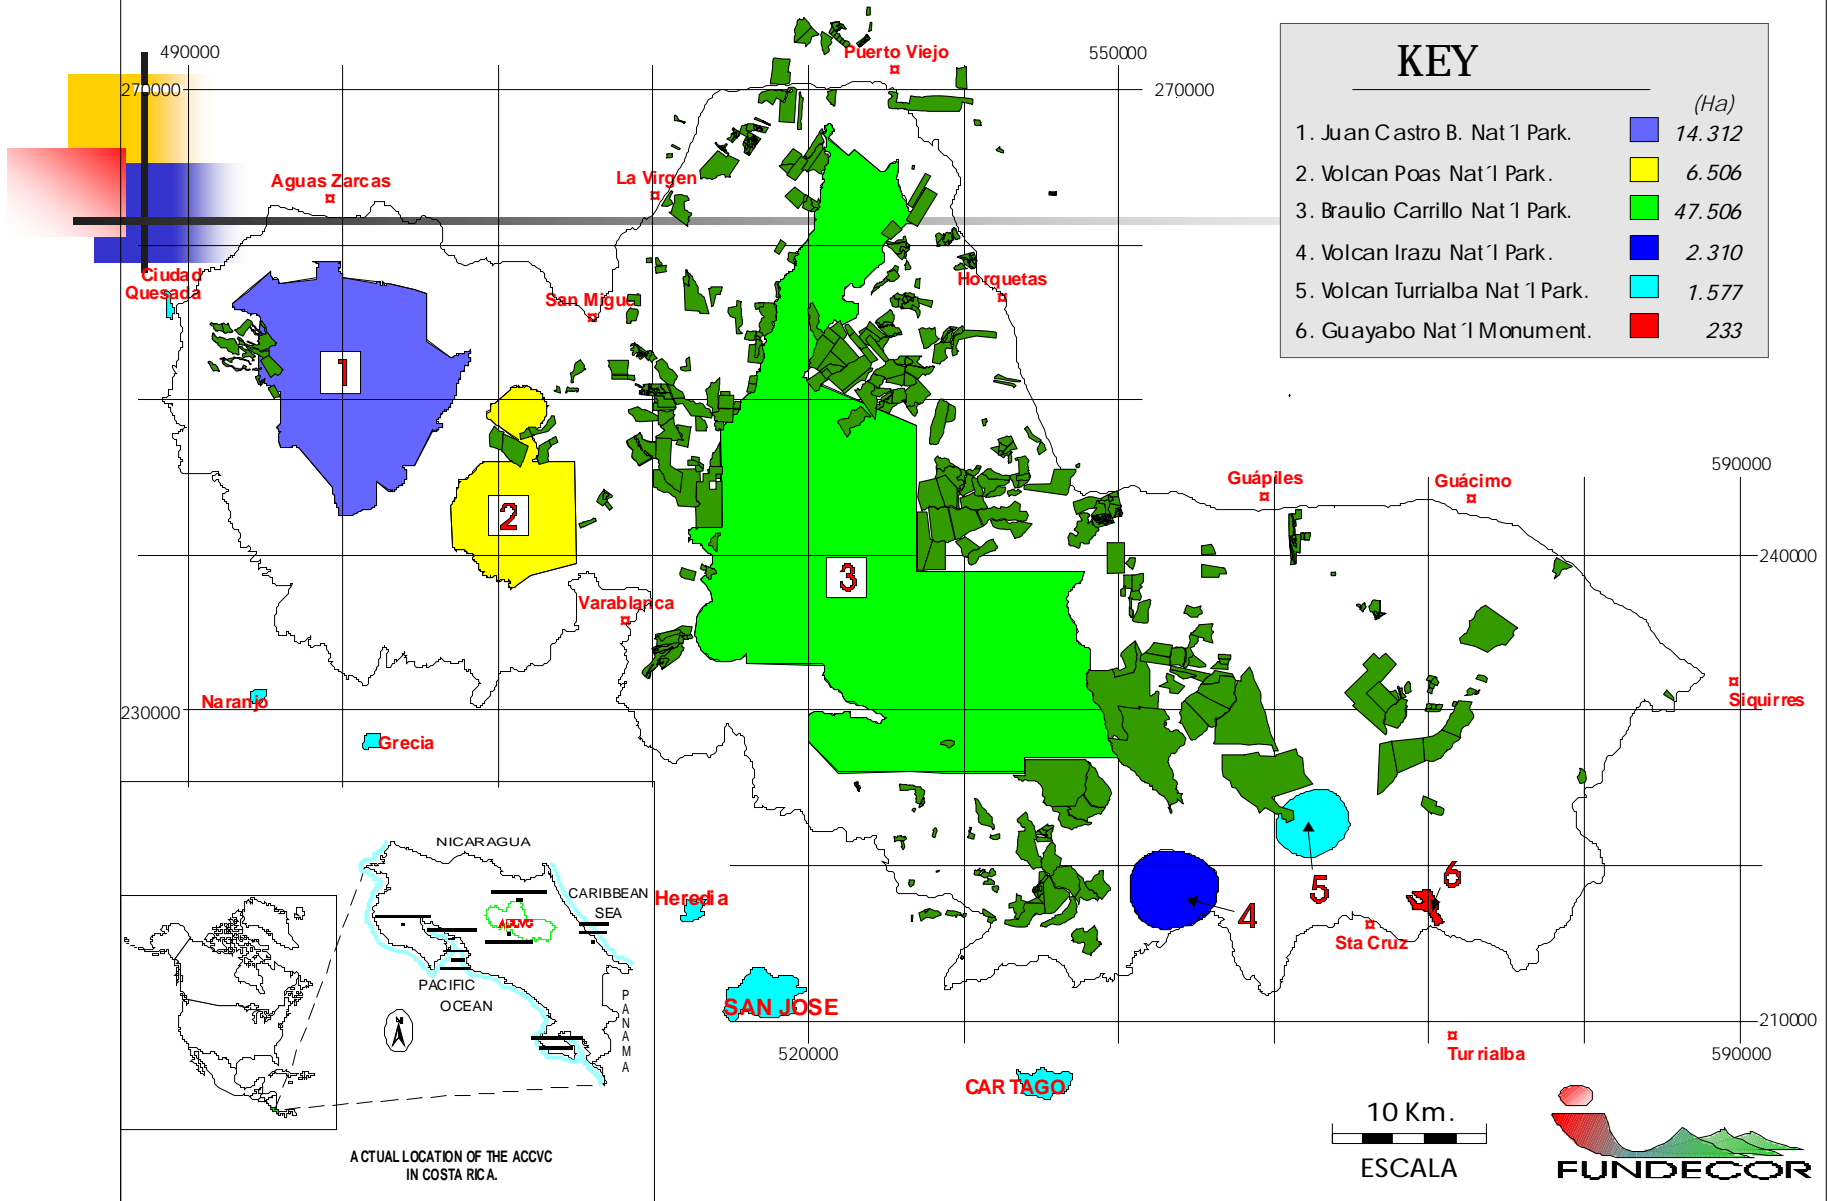 490000
550000
270000
270000
Puerto Viejo
KEY
(Ha)
1. Juan Castro B. Nat´l Park. 14.312
2. Volcan Poas Nat´l Park. 6.506
3. Braulio Carrillo Nat´l Park. 47.506
4. Volcan Irazu Nat´l Park. 2.310
5. Volcan Turrialba Nat´l Park. 1.577
6. Guayabo Nat´l Monument. 233
Aguas Zarcas
La Virgen
Ciudad
Quesada
San Migue
Horquetas
1
2
3
Guápiles
Guácimo
590000
240000
Varablanca
Naranjo
230000
Grecia
Siquirres
NICARAGUA
CARIBBEAN
SEA
PACIFIC
OCEAN
PANAMA
N
Heredia
4
5
6
Sta Cruz
SAN JOSE
520000
CARTAGO
210000
590000
Turrialba
10 Km.
ESCALA
FUNDECOR
ACTUAL LOCATION OF THE ACCVC
IN COSTA RICA.